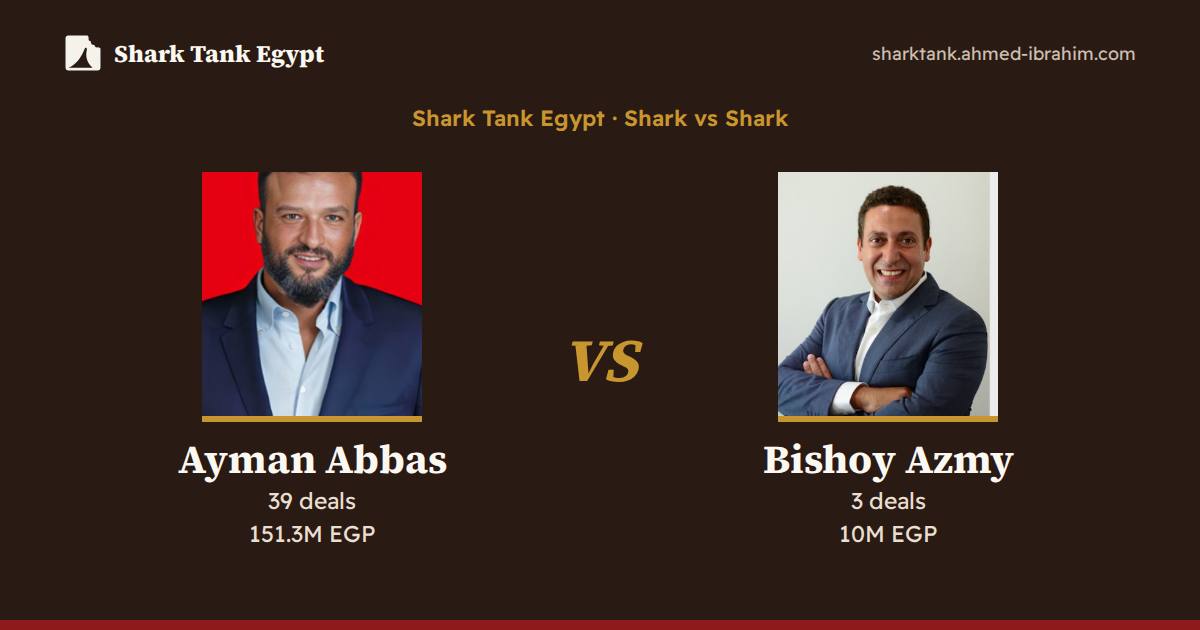 Shark Tank Egypt
sharktank.ahmed-ibrahim.com
Shark Tank Egypt · Shark vs Shark
VS
Ayman Abbas
39 deals
151.3M EGP
Bishoy Azmy
3 deals
10M EGP